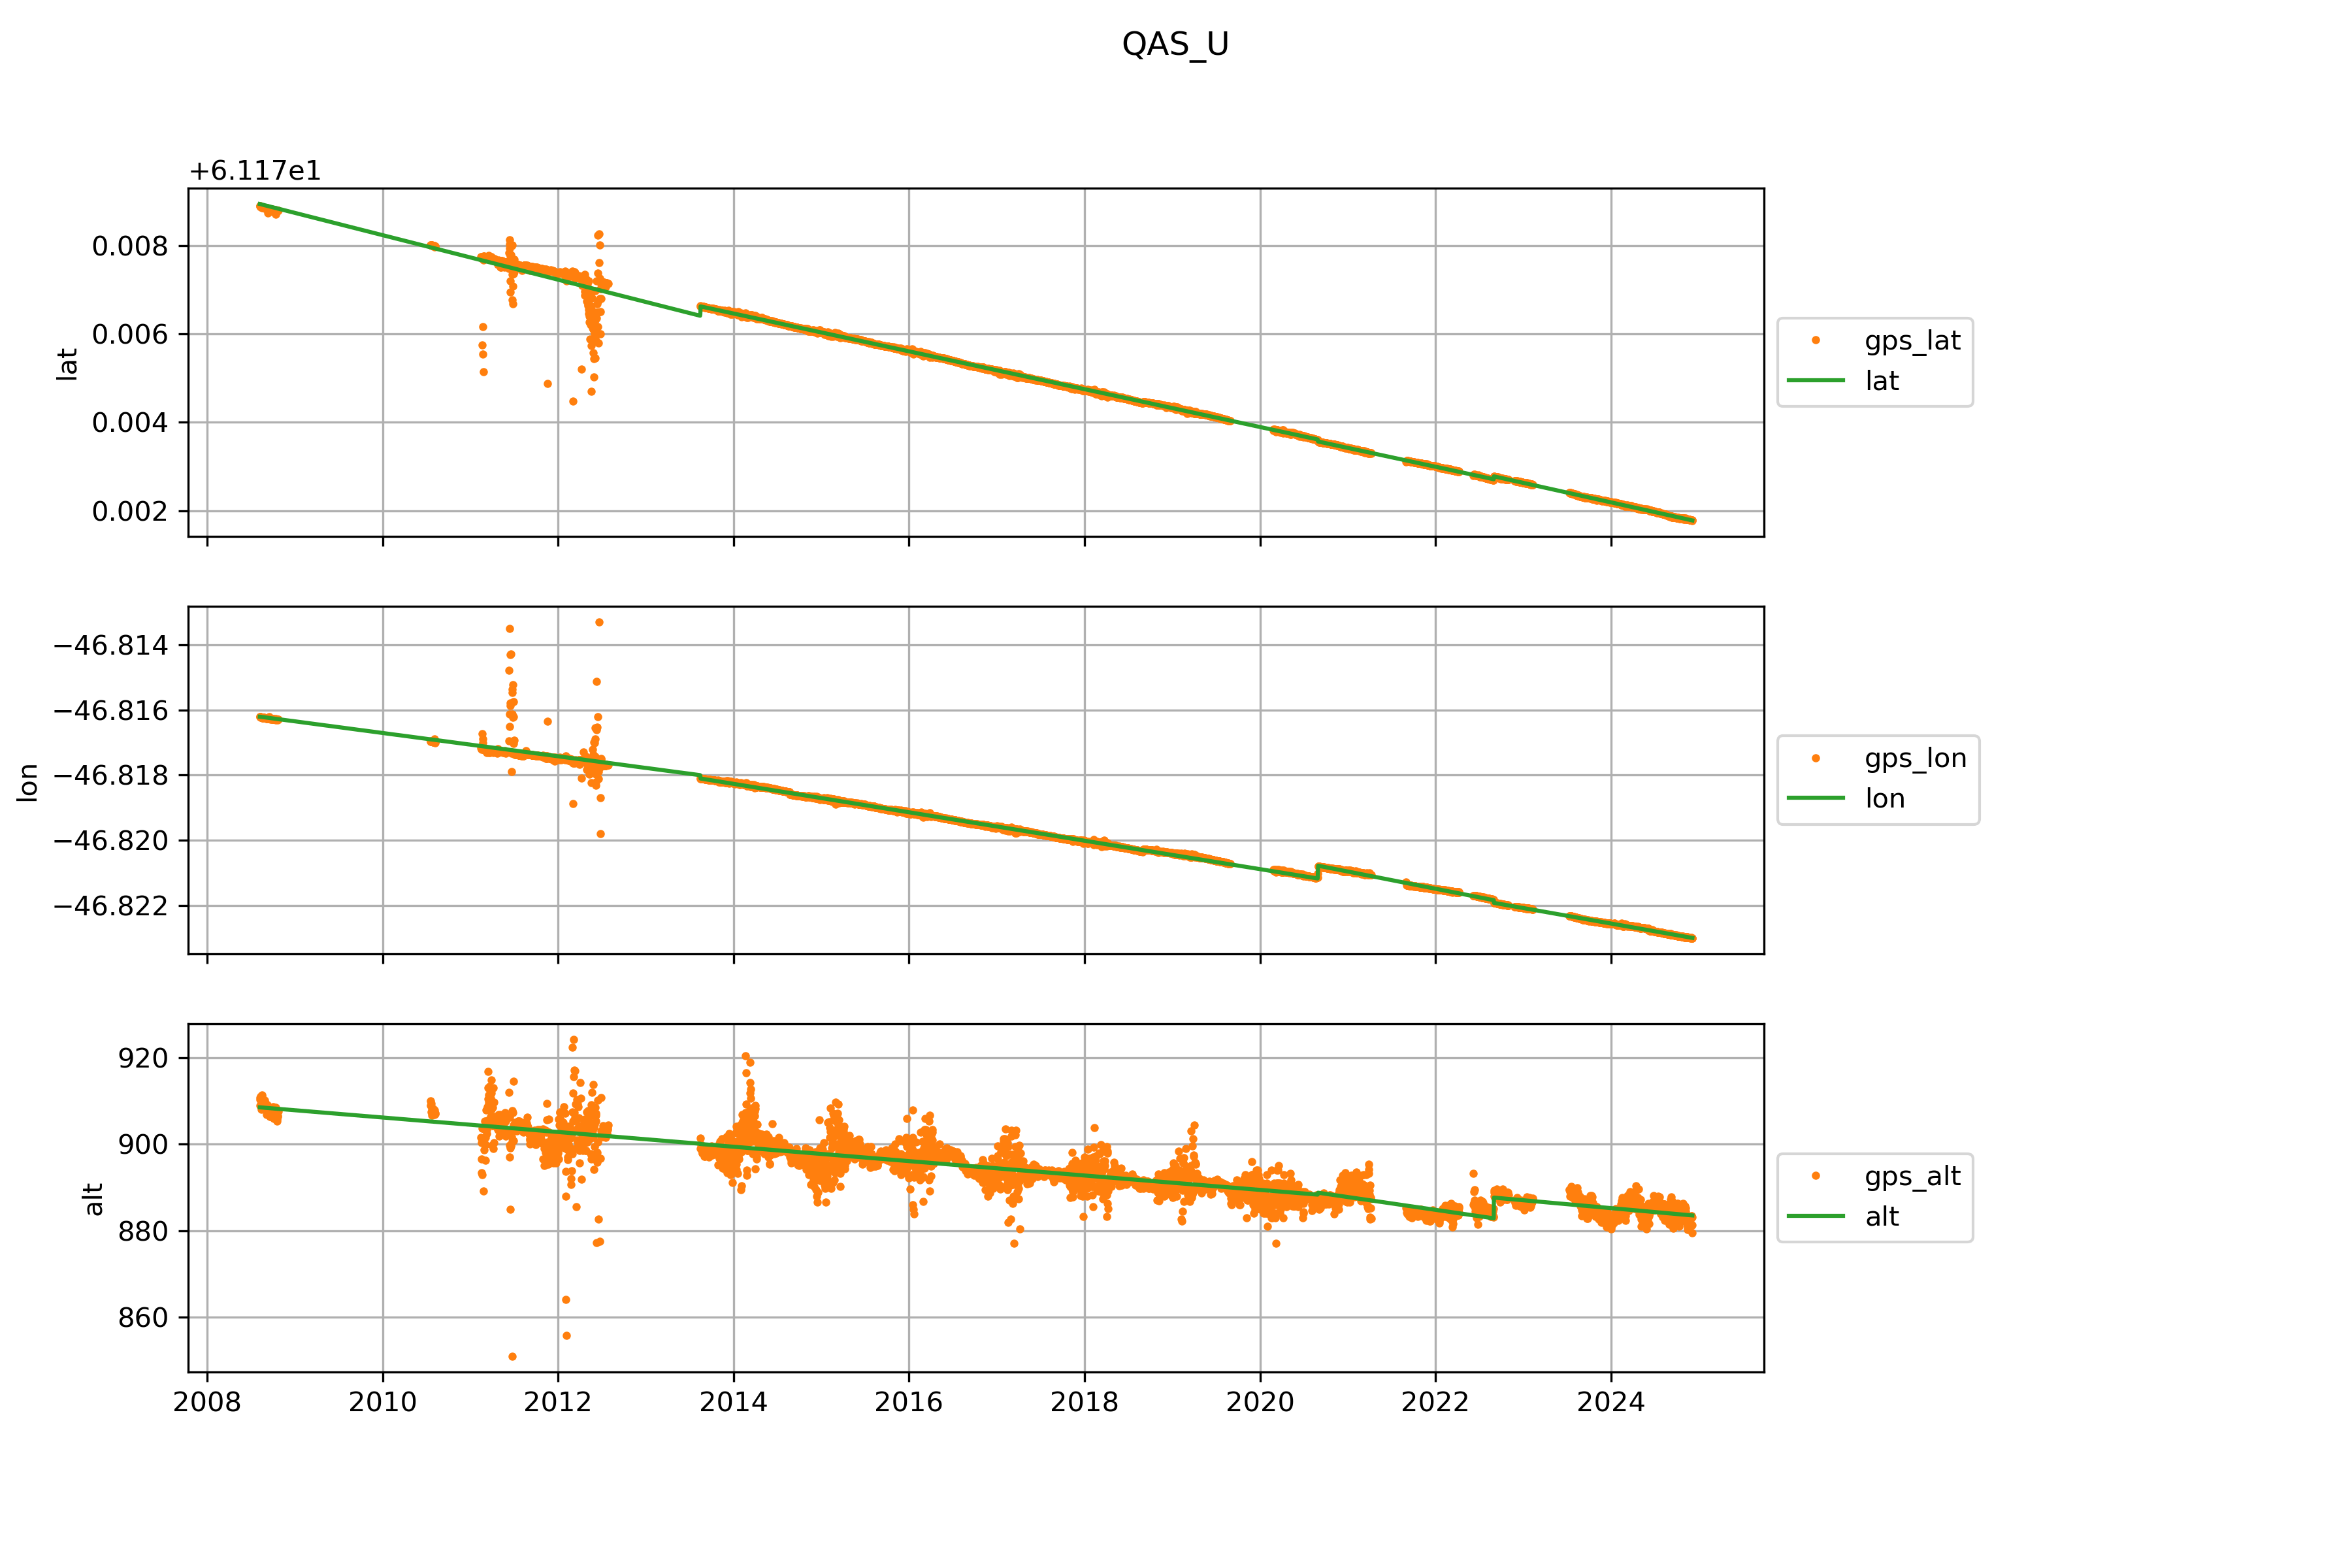 QAS_U
+6.117e1
0.008
0.006
0.004
0.002
lat
gps_lat
lat
−46.814
−46.816
−46.818
−46.820
−46.822
lon
gps_lon
lon
920
900
880
860
alt
gps_alt
alt
2008 2010 2012 2014 2016 2018 2020 2022 2024